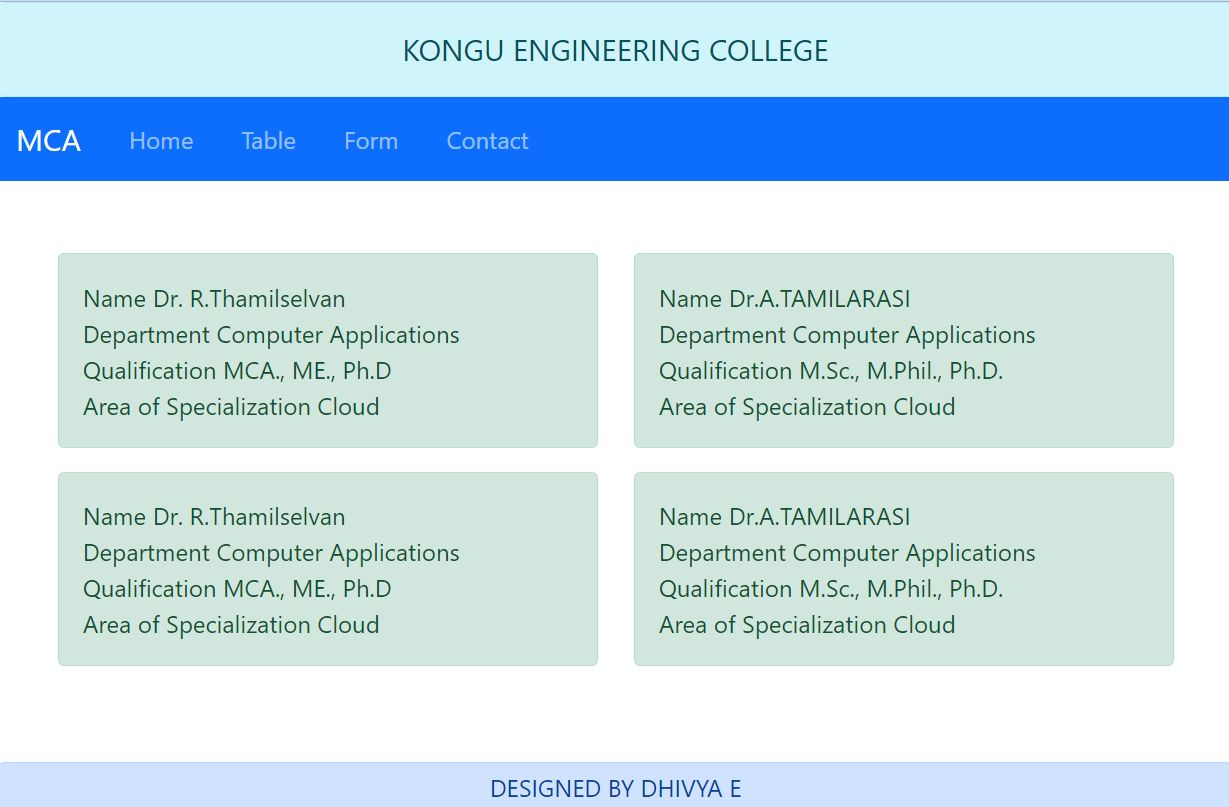 KONGU ENGINEERING COLLEGE
MCA Home Table Form Contact
Name Dr. R.Thamilselvan
Department Computer Applications
Qualification MCA., ME., Ph.D
Area of Specialization Cloud
Name Dr.A.TAMILARASI
Department Computer Applications
Qualification M.Sc., M.Phil., Ph.D.
Area of Specialization Cloud
Name Dr. R.Thamilselvan
Department Computer Applications
Qualification MCA., ME., Ph.D
Area of Specialization Cloud
Name Dr.A.TAMILARASI
Department Computer Applications
Qualification M.Sc., M.Phil., Ph.D.
Area of Specialization Cloud
DESIGNED BY DHIVYA E